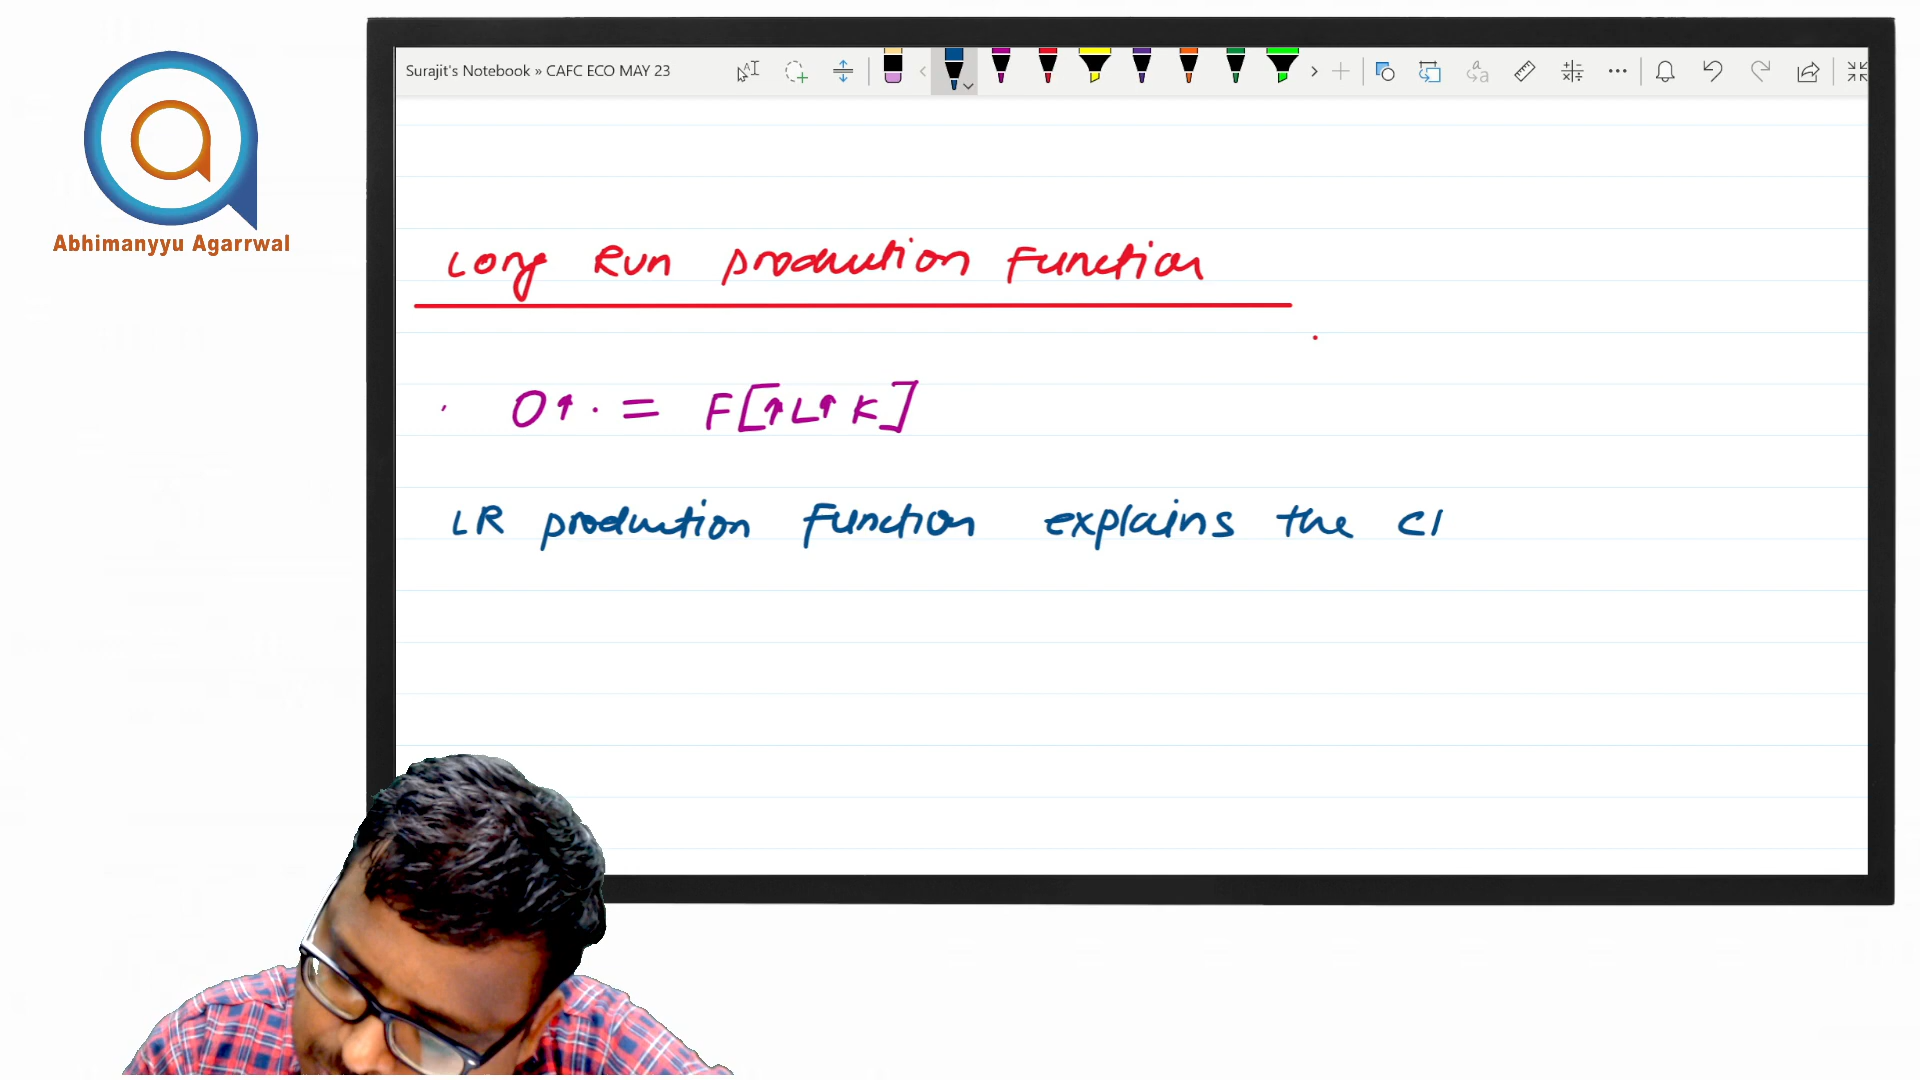 Surajit's Notebook » CAFC ECO MAY 23
Abhimanyyu Agarrwal
Long Run production Function
O↑. = F[↑L↑K]
LR production Function explains the